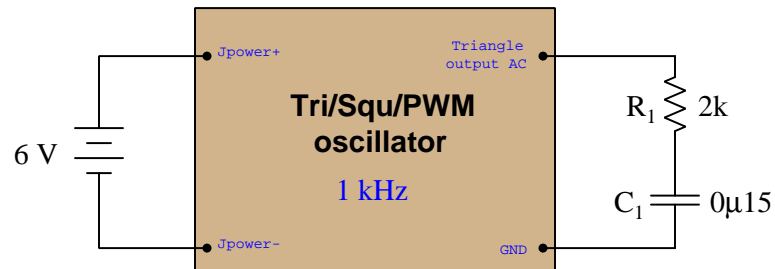 Jpower+
Triangle
output AC
Tri/Squ/PWM
oscillator
1 kHz
6 V
R1
2k
C1
0µ15
Jpower-
GND